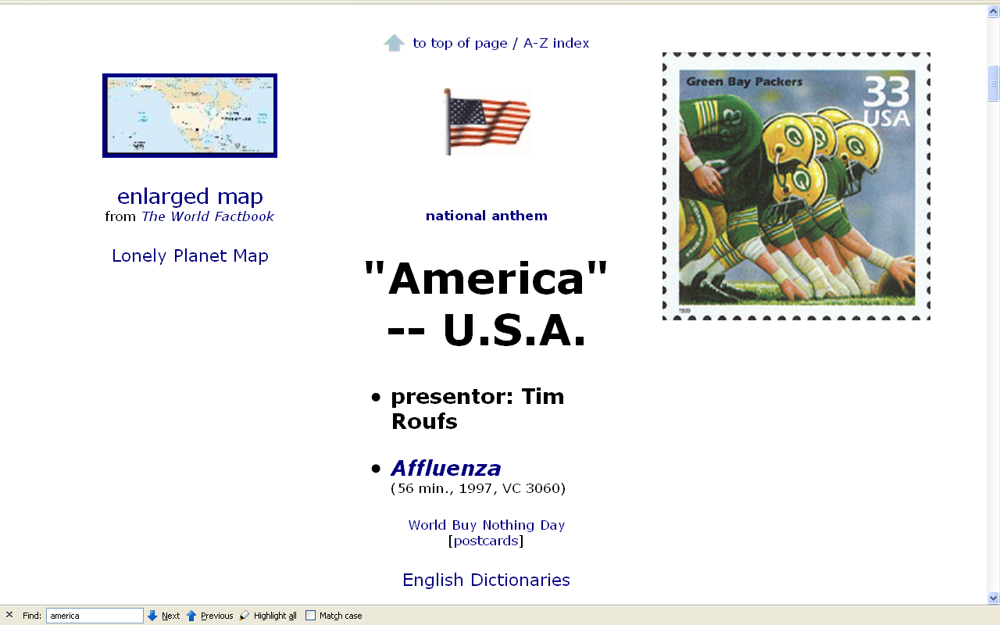 to top of page / A-Z index
Green Bay Packers
33
USA
1999
enlarged map
from The World Factbook
Lonely Planet Map
national anthem
"America"
-- U.S.A.
• presentor: Tim
Roufs
• Affluenza
(56 min., 1997, VC 3060)
World Buy Nothing Day
[postcards]
English Dictionaries
Find: america Next Previous Highlight all Match case